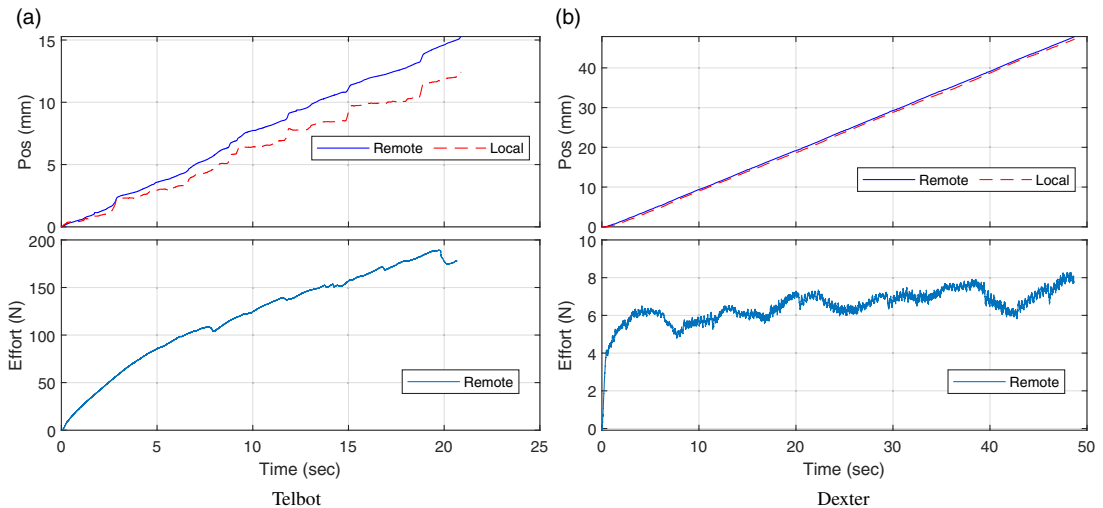 (a)
15
10
5
0
Pos (mm)
Remote Local
200
150
100
50
0
Effort (N)
Remote
0 5 10 15 20 25
Time (sec)
Telbot
(b)
40
30
20
10
0
Pos (mm)
Remote Local
10
8
6
4
2
0
Effort (N)
Remote
0 10 20 30 40 50
Time (sec)
Dexter